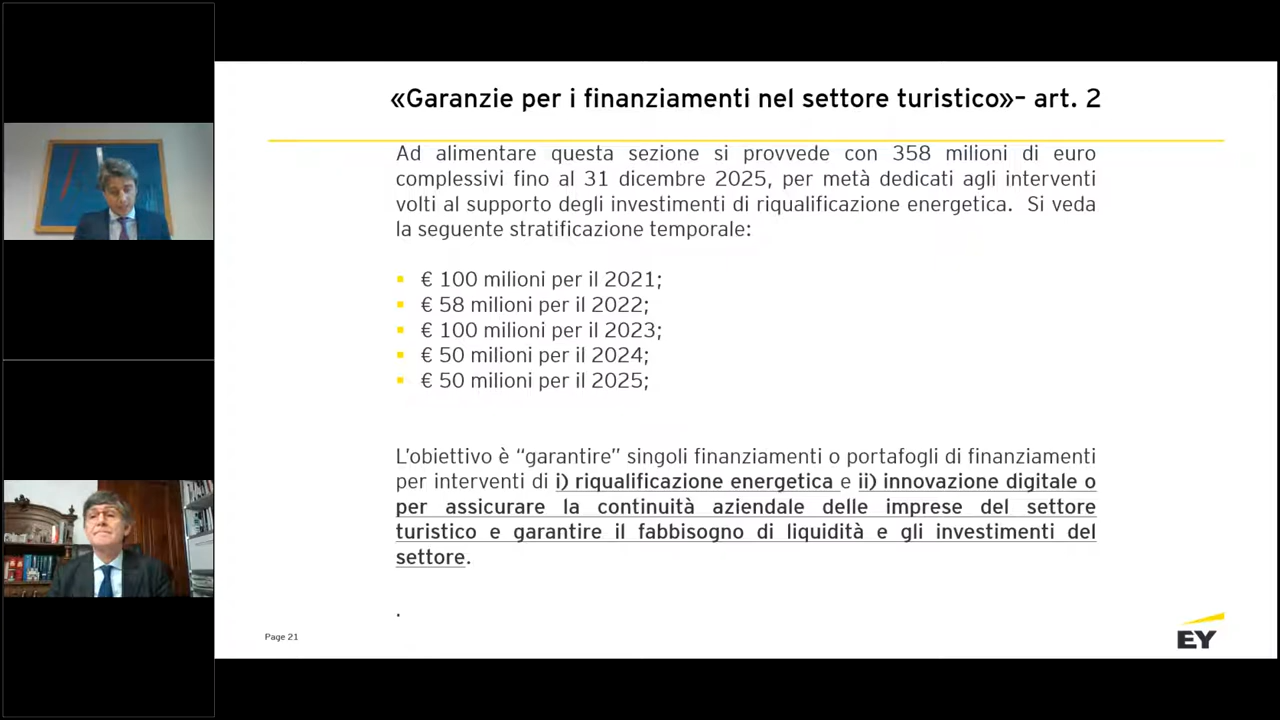 «Garanzie per i finanziamenti nel settore turistico»– art. 2
Ad alimentare questa sezione si provvede con 358 milioni di euro
complessivi fino al 31 dicembre 2025, per metà dedicati agli interventi
volti al supporto degli investimenti di riqualificazione energetica. Si veda
la seguente stratificazione temporale:
▪ € 100 milioni per il 2021;
▪ € 58 milioni per il 2022;
▪ € 100 milioni per il 2023;
▪ € 50 milioni per il 2024;
▪ € 50 milioni per il 2025;
L’obiettivo è “garantire” singoli finanziamenti o portafogli di finanziamenti
per interventi di i) riqualificazione energetica e ii) innovazione digitale o
per assicurare la continuità aziendale delle imprese del settore
turistico e garantire il fabbisogno di liquidità e gli investimenti del
settore.
.
Page 21
EY